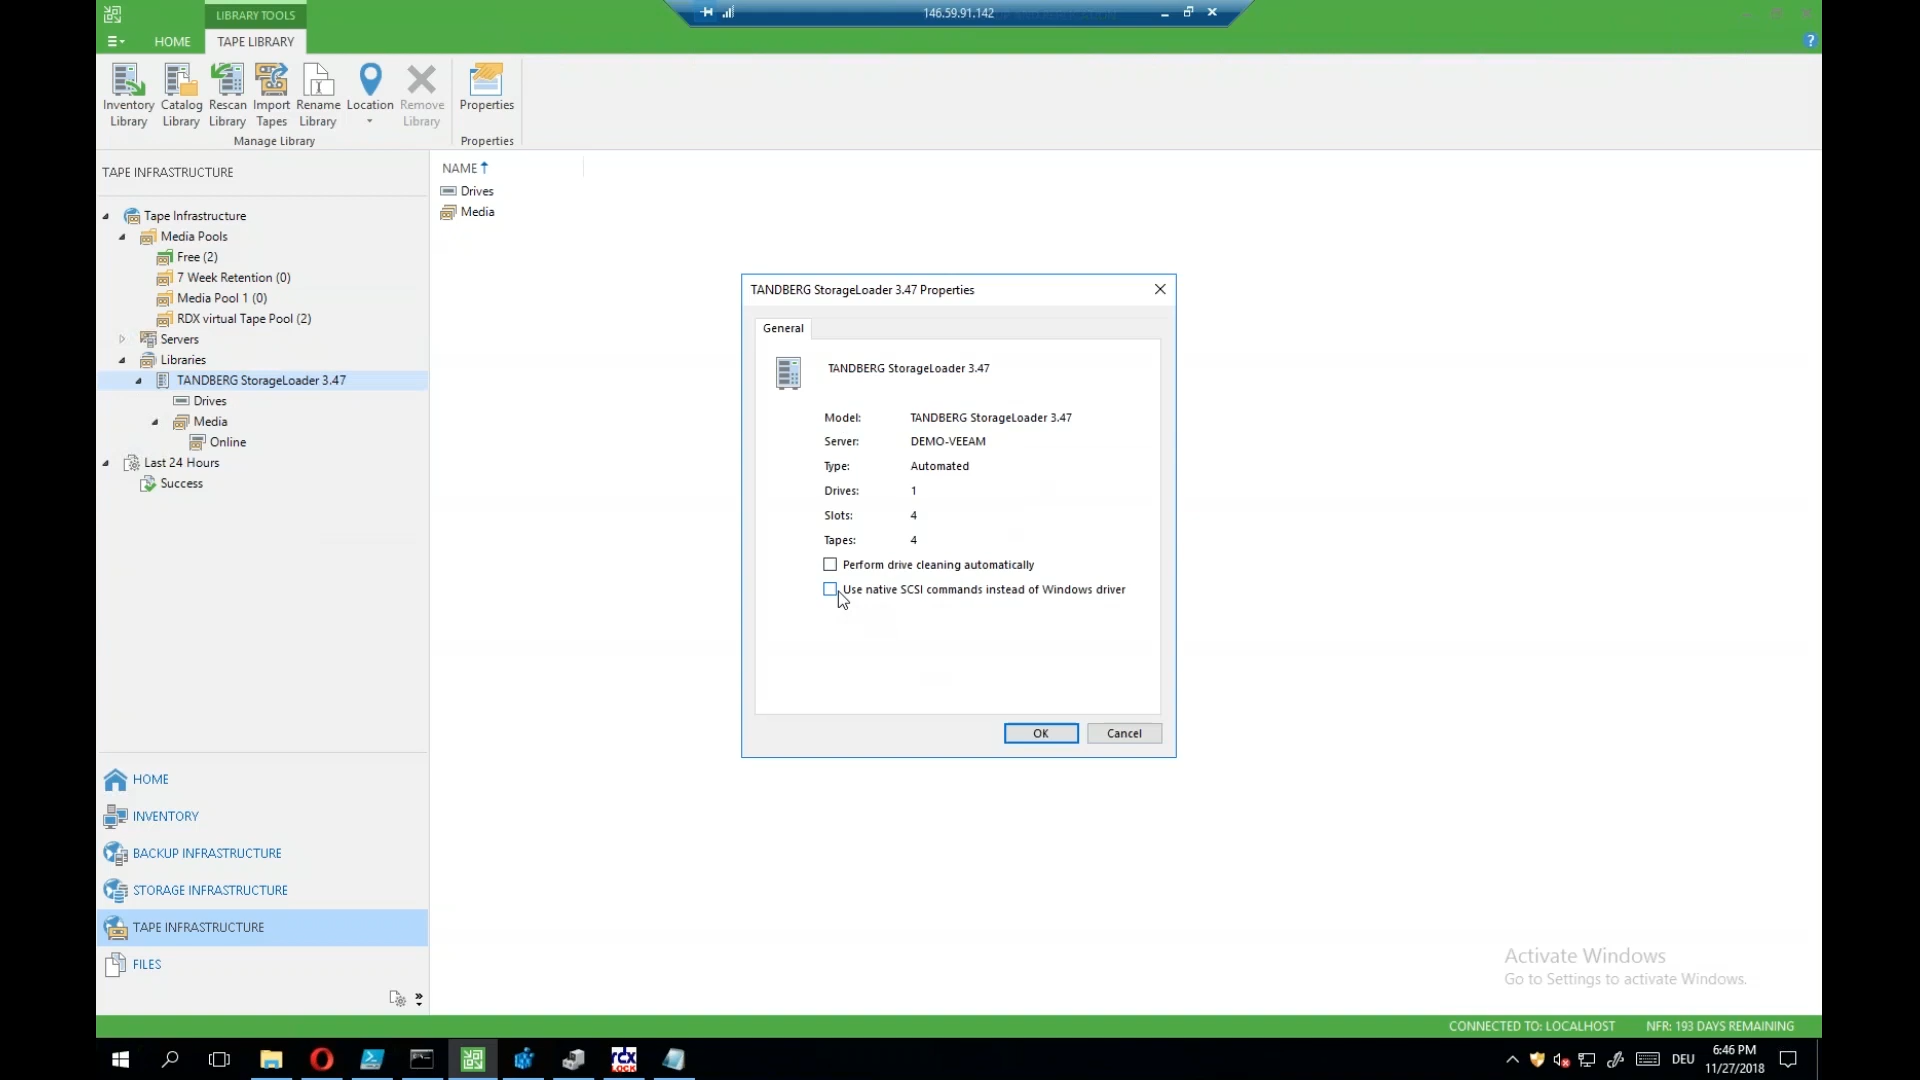 LIBRARY TOOLS
146.59.91.142
HOME
TAPE LIBRARY
?
Inventory Library
Catalog Library
Rescan Library
Import Tapes
Rename Library
Location
Remove Library
Properties
Manage Library
Properties
TAPE INFRASTRUCTURE
Tape Infrastructure
Media Pools
Free (2)
7 Week Retention (0)
Media Pool 1 (0)
RDX virtual Tape Pool (2)
Servers
Libraries
TANDBERG StorageLoader 3.47
Drives
Media
Online
Last 24 Hours
Success
NAME
Drives
Media
TANDBERG StorageLoader 3.47 Properties
General
TANDBERG StorageLoader 3.47
Model: TANDBERG StorageLoader 3.47
Server: DEMO-VEEAM
Type: Automated
Drives: 1
Slots: 4
Tapes: 4
Perform drive cleaning automatically
Use native SCSI commands instead of Windows driver
OK
Cancel
HOME
INVENTORY
BACKUP INFRASTRUCTURE
STORAGE INFRASTRUCTURE
TAPE INFRASTRUCTURE
FILES
Activate Windows
Go to Settings to activate Windows.
CONNECTED TO: LOCALHOST
NFR: 193 DAYS REMAINING
DEU
6:46 PM
11/27/2018